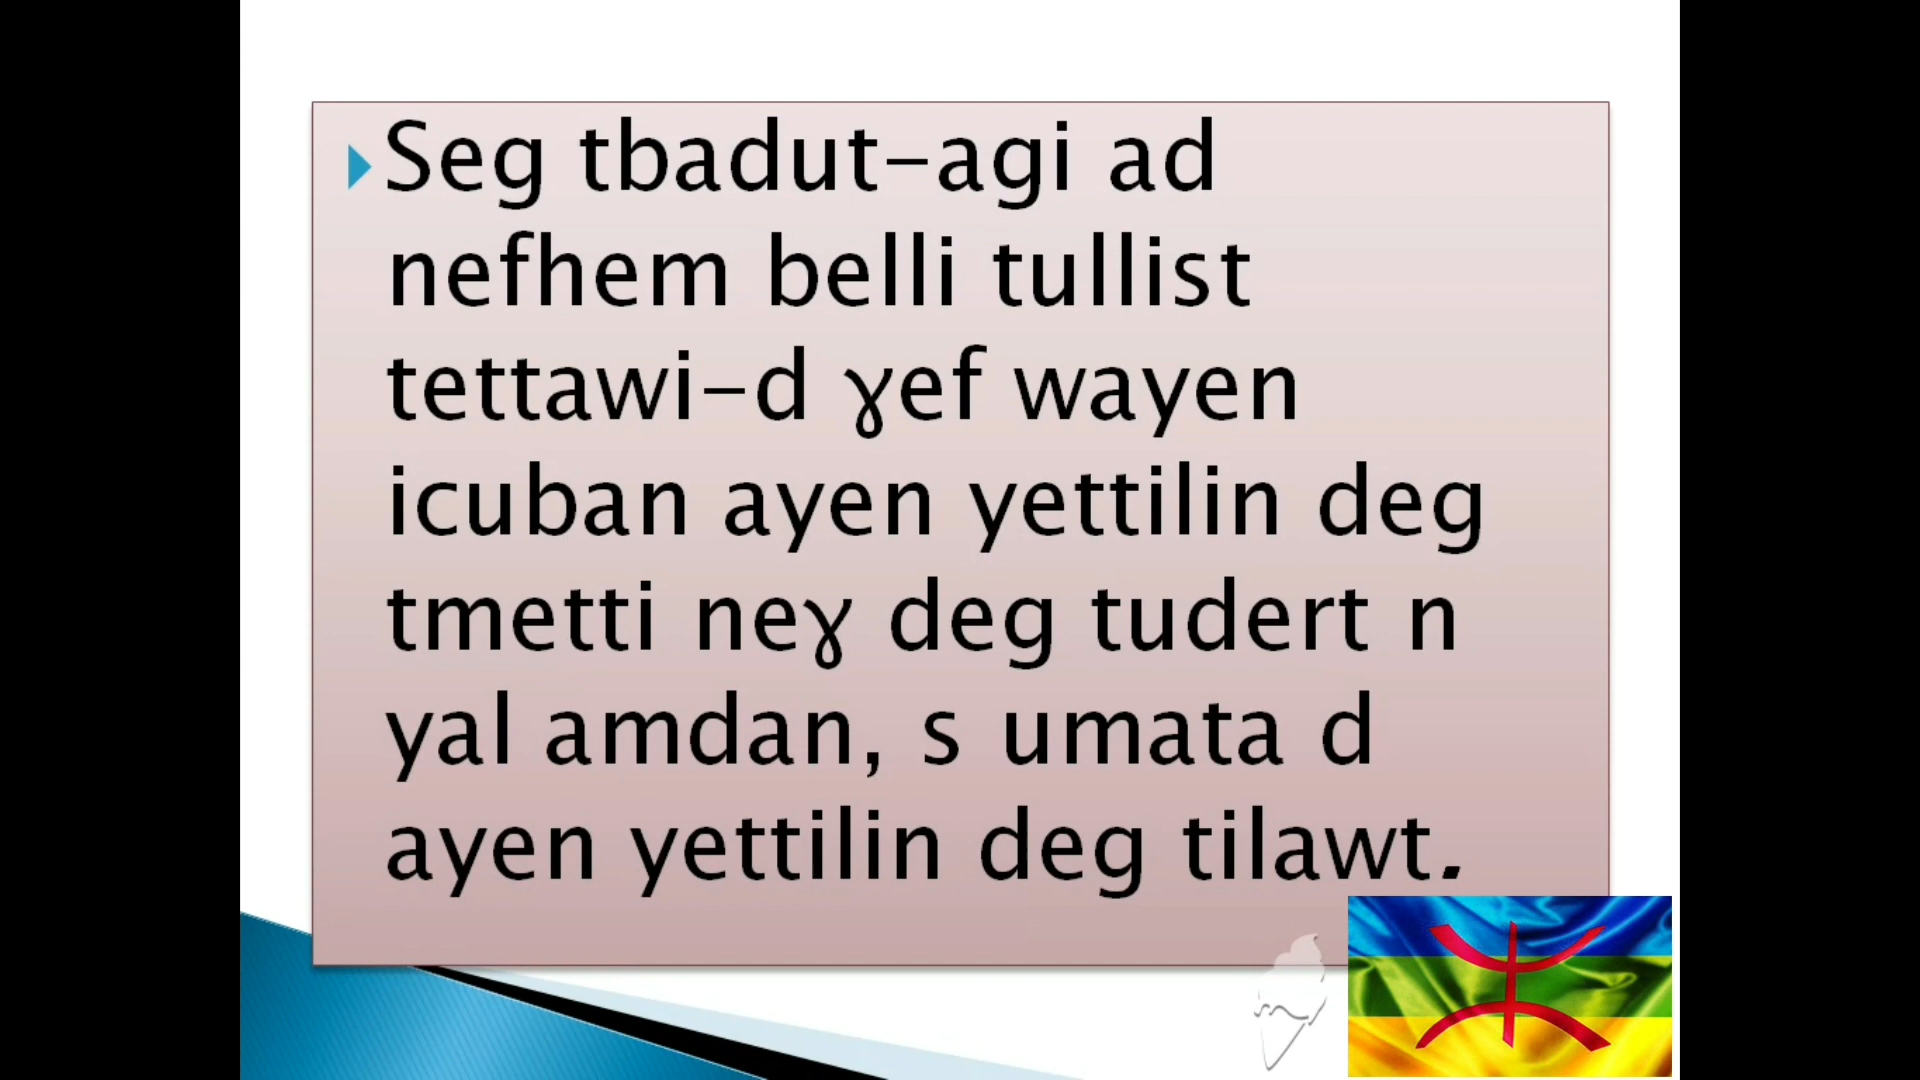 Seg tbadut-agi ad
nefhem belli tullist
tettawi-d ɣef wayen
icuban ayen yettilin deg
tmetti neɣ deg tudert n
yal amdan, s umata d
ayen yettilin deg tilawt.